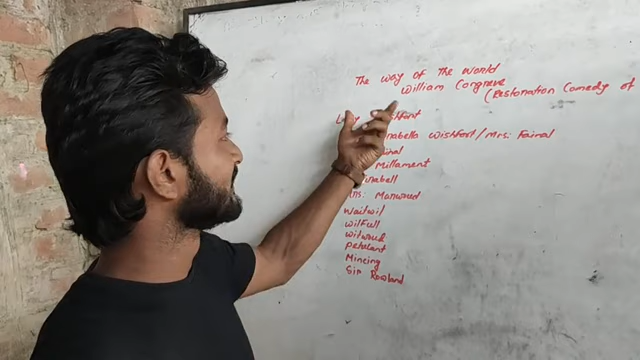 The way of The World
William Congreve
(Restoration Comedy of
Wishfort
Wishfort / Mrs: Fainal
Millament
Mrs: Marwood
Waitwil
Wilfull
Witwoud
Petulant
Mincing
Sir Rowland